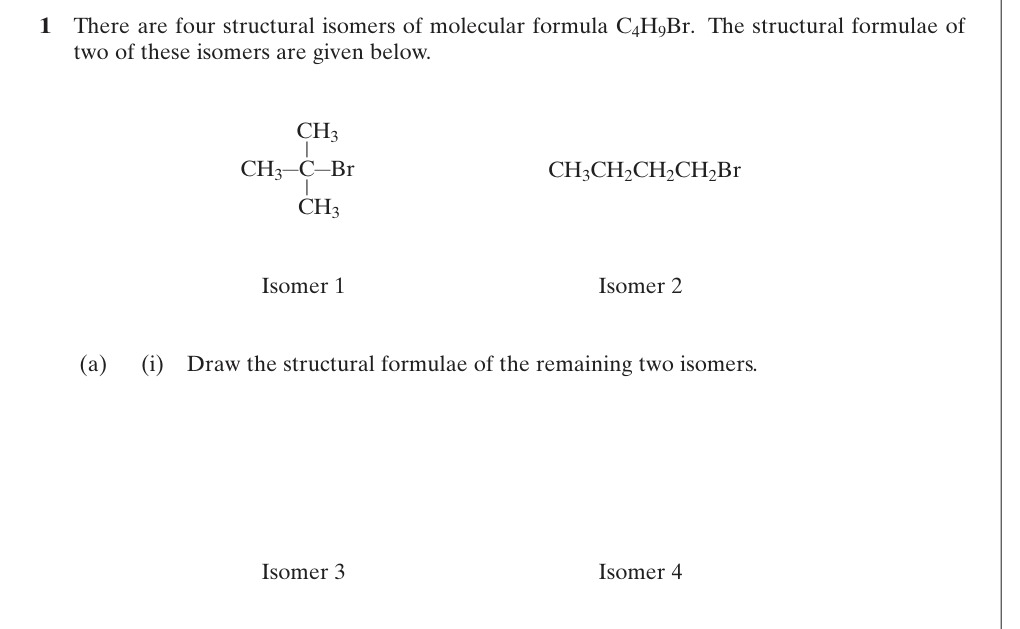 1 There are four structural isomers of molecular formula C₄H₉Br. The structural formulae of
two of these isomers are given below.
CH₃
CH₃–C–Br
CH₃
CH₃CH₂CH₂CH₂Br
Isomer 1
Isomer 2
(a) (i) Draw the structural formulae of the remaining two isomers.
Isomer 3
Isomer 4